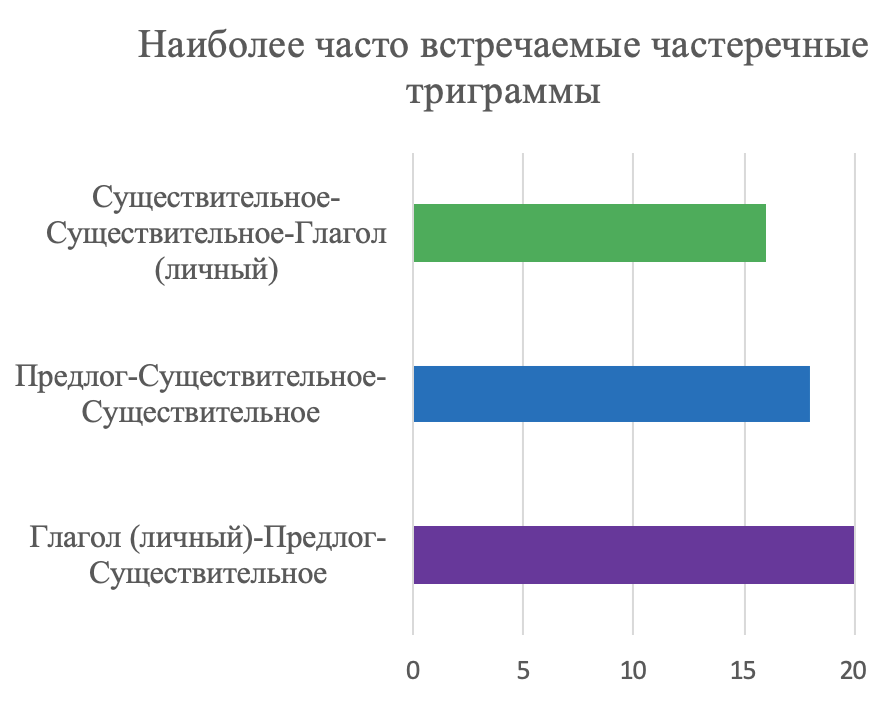 Наиболее часто встречаемые частеречные
триграммы
Существительное-
Существительное-Глагол
(личный)
Предлог-Существительное-
Существительное
Глагол (личный)-Предлог-
Существительное
0 5 10 15 20